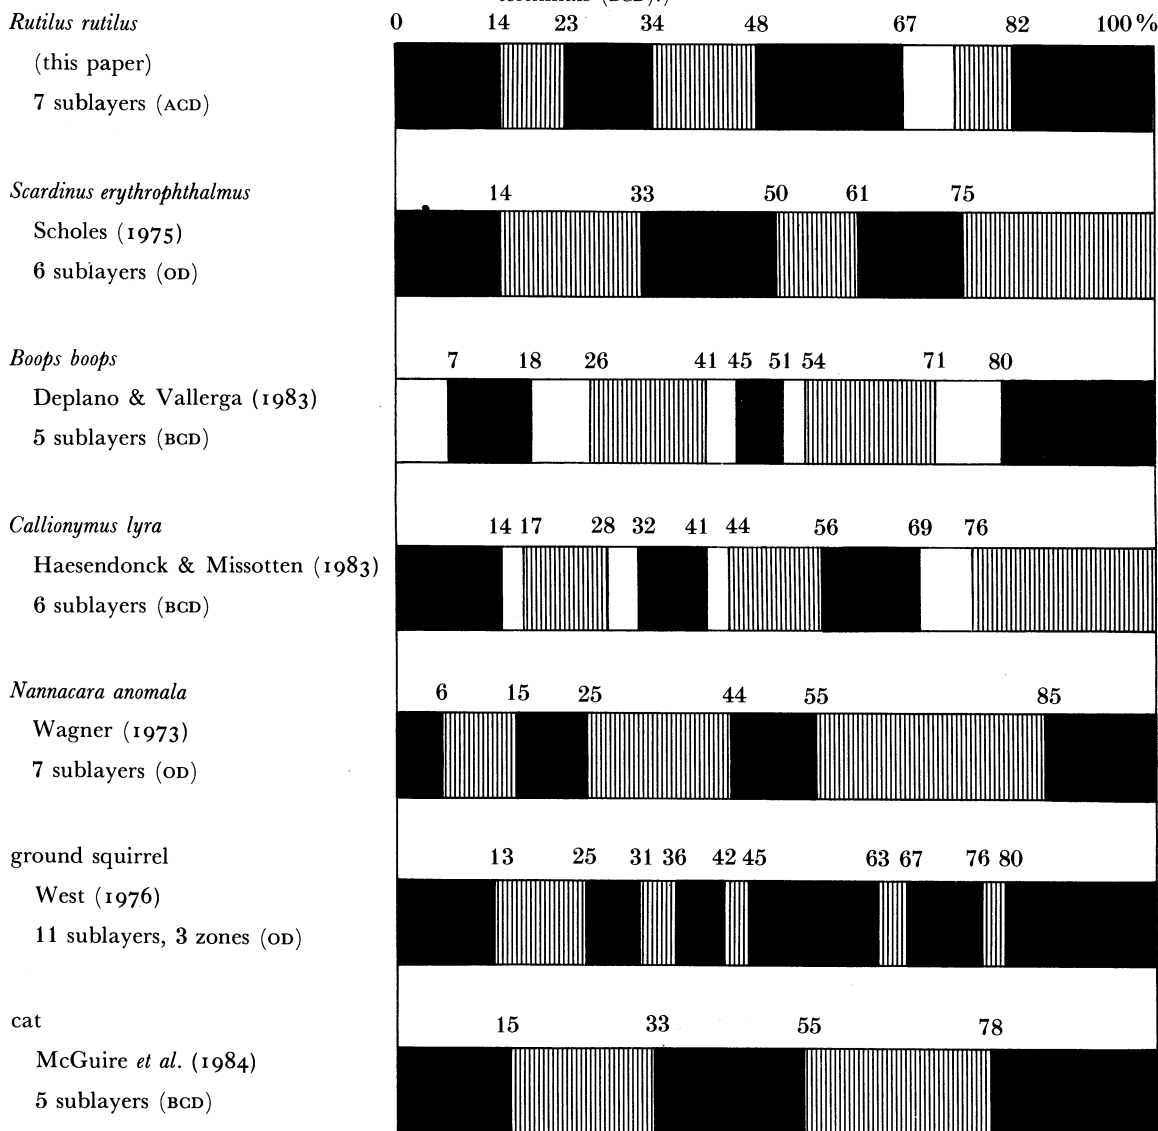 Rutilus rutilus 0 14 23 34 48 67 82 100 %
(this paper)
7 sublayers (ACD)
Scardinus erythrophthalmus 14 33 50 61 75
Scholes (1975)
6 sublayers (OD)
Boops boops 7 18 26 41 45 51 54 71 80
Deplano & Vallerga (1983)
5 sublayers (BCD)
Callionymus lyra 14 17 28 32 41 44 56 69 76
Haesendonck & Missotten (1983)
6 sublayers (BCD)
Nannacara anomala 6 15 25 44 55 85
Wagner (1973)
7 sublayers (OD)
ground squirrel 13 25 31 36 42 45 63 67 76 80
West (1976)
11 sublayers, 3 zones (OD)
cat 15 33 55 78
McGuire et al. (1984)
5 sublayers (BCD)